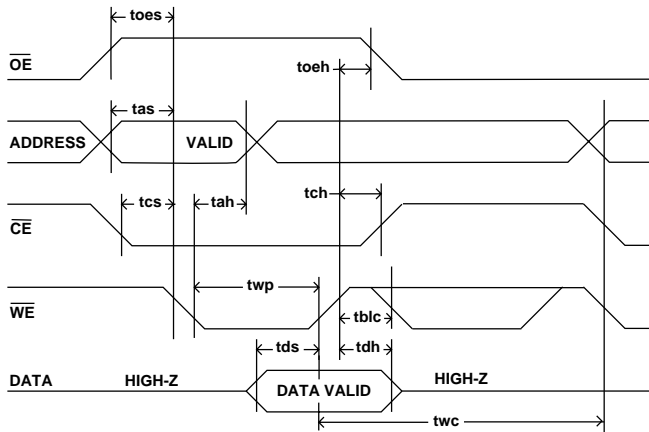 toes
OE
toeh
tas
ADDRESS VALID
tcs tah tch
CE
twp
WE
tblc
tds tdh
DATA HIGH-Z DATA VALID HIGH-Z
twc